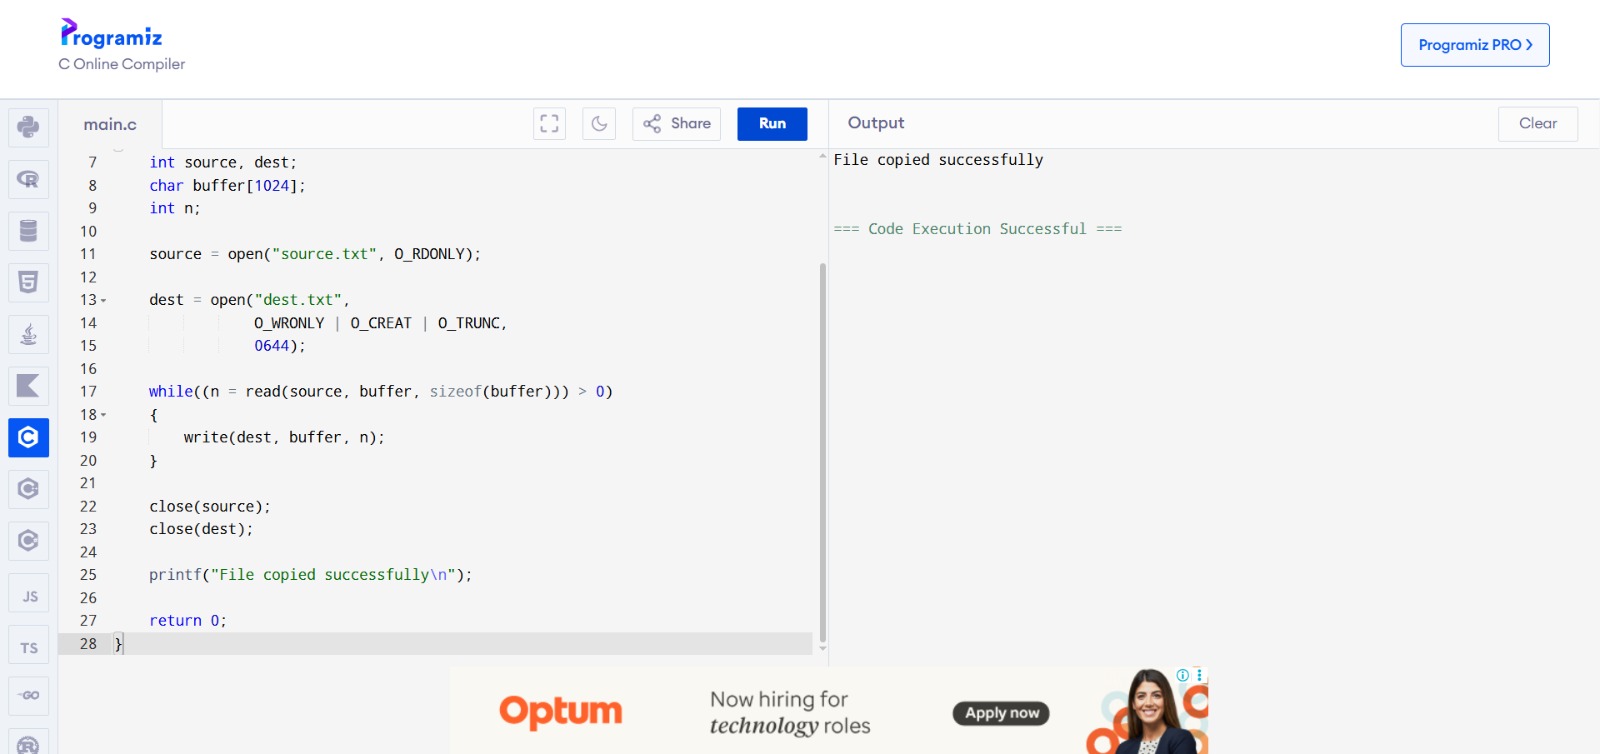 Programiz
C Online Compiler
Programiz PRO >
main.c
Share
Run
Output
Clear
7 int source, dest;
8 char buffer[1024];
9 int n;
10
11 source = open("source.txt", O_RDONLY);
12
13 dest = open("dest.txt",
14 O_WRONLY | O_CREAT | O_TRUNC,
15 0644);
16
17 while((n = read(source, buffer, sizeof(buffer))) > 0)
18 {
19 write(dest, buffer, n);
20 }
21
22 close(source);
23 close(dest);
24
25 printf("File copied successfully\n");
26
27 return 0;
28 }
File copied successfully
=== Code Execution Successful ===
JS
TS
GO
Optum
Now hiring for
technology roles
Apply now